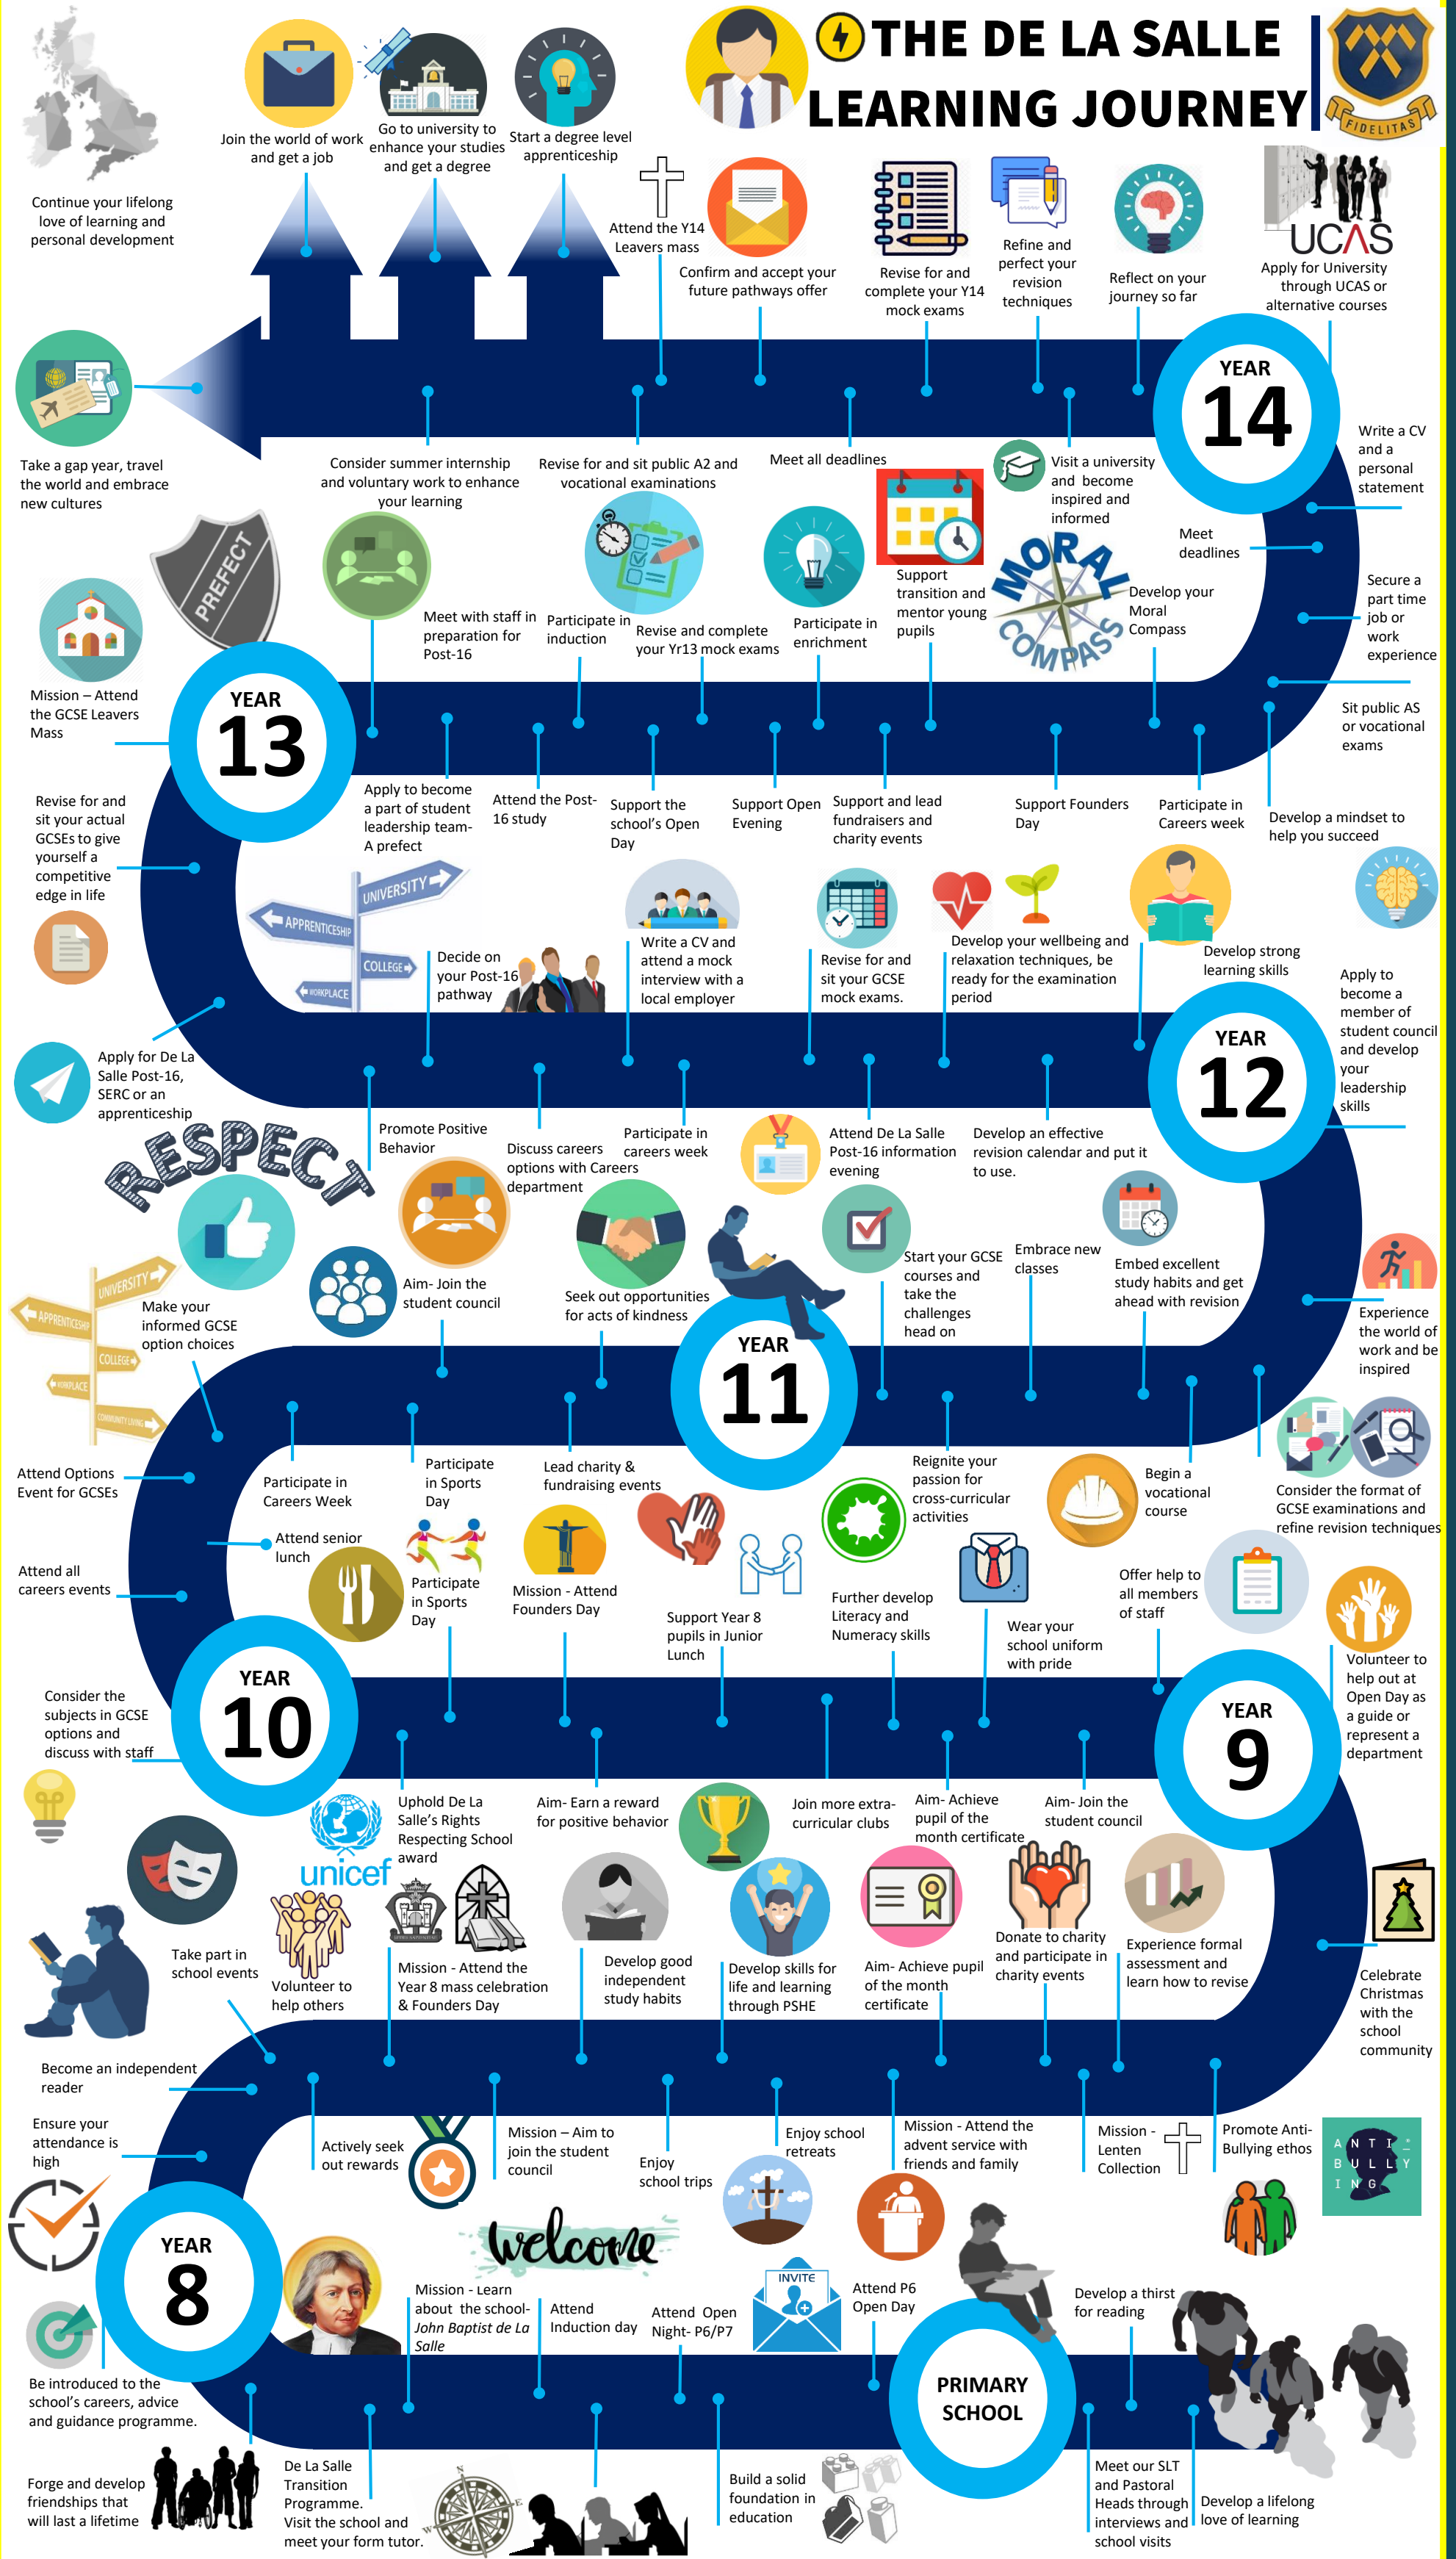 THE DE LA SALLE
LEARNING JOURNEY
FIDELITAS
Continue your lifelong
love of learning and
personal development
Join the world of work
and get a job
Go to university to
enhance your studies
and get a degree
Start a degree level
apprenticeship
Attend the Y14
Leavers mass
Confirm and accept your
future pathways offer
Revise for and
complete your Y14
mock exams
Refine and
perfect your
revision
techniques
Reflect on your
journey so far
UCAS
Apply for University
through UCAS or
alternative courses
YEAR
14
Take a gap year, travel
the world and embrace
new cultures
Consider summer internship
and voluntary work to enhance
your learning
Revise for and sit public A2 and
vocational examinations
Meet all deadlines
Visit a university
and become
inspired and
informed
Write a CV
and a
personal
statement
Meet
deadlines
Secure a
part time
job or
work
experience
Sit public AS
or vocational
exams
PREFECT
Mission – Attend
the GCSE Leavers
Mass
YEAR
13
Meet with staff in
preparation for
Post-16
Participate in
induction
Revise and complete
your Yr13 mock exams
Participate in
enrichment
Support
transition and
mentor young
pupils
MORAL
COMPASS
Develop your
Moral
Compass
Revise for and
sit your actual
GCSEs to give
yourself a
competitive
edge in life
Apply to become
a part of student
leadership team-
A prefect
Attend the Post-
16 study
Support the
school's Open
Day
Support Open
Evening
Support and lead
fundraisers and
charity events
Support Founders
Day
Participate in
Careers week
Develop a mindset to
help you succeed
UNIVERSITY
APPRENTICESHIP
COLLEGE
WORKPLACE
Decide on
your Post-16
pathway
Write a CV and
attend a mock
interview with a
local employer
Revise for and
sit your GCSE
mock exams.
Develop your wellbeing and
relaxation techniques, be
ready for the examination
period
Develop strong
learning skills
YEAR
12
Apply to
become a
member of
student council
and develop
your
leadership
skills
Apply for De La
Salle Post-16,
SERC or an
apprenticeship
RESPECT
Promote Positive
Behavior
Discuss careers
options with Careers
department
Participate in
careers week
Attend De La Salle
Post-16 information
evening
Develop an effective
revision calendar and put it
to use.
UNIVERSITY
APPRENTICESHIP
COLLEGE
WORKPLACE
COMMUNITY LIVING
Make your
informed GCSE
option choices
Aim- Join the
student council
Seek out opportunities
for acts of kindness
YEAR
11
Start your GCSE
courses and
take the
challenges
head on
Embrace new
classes
Embed excellent
study habits and get
ahead with revision
Experience
the world of
work and be
inspired
Attend Options
Event for GCSEs
Participate in
Careers Week
Participate
in Sports
Day
Lead charity &
fundraising events
Reignite your
passion for
cross-curricular
activities
Begin a
vocational
course
Consider the format of
GCSE examinations and
refine revision techniques
Attend senior
lunch
Attend all
careers events
Participate
in Sports
Day
Mission - Attend
Founders Day
Support Year 8
pupils in Junior
Lunch
Further develop
Literacy and
Numeracy skills
Wear your
school uniform
with pride
Offer help to
all members
of staff
Volunteer to
help out at
Open Day as
a guide or
represent a
department
YEAR
10
YEAR
9
Consider the
subjects in GCSE
options and
discuss with staff
unicef
Uphold De La
Salle's Rights
Respecting School
award
Aim- Earn a reward
for positive behavior
Join more extra-
curricular clubs
Aim- Achieve
pupil of the
month certificate
Aim- Join the
student council
Take part in
school events
Volunteer to
help others
Mission - Attend the
Year 8 mass celebration
& Founders Day
Develop good
independent
study habits
Develop skills for
life and learning
through PSHE
Aim- Achieve pupil
of the month
certificate
Donate to charity
and participate in
charity events
Experience formal
assessment and
learn how to revise
Celebrate
Christmas
with the
school
community
Become an independent
reader
Ensure your
attendance is
high
Actively seek
out rewards
Mission – Aim to
join the student
council
Enjoy
school trips
Enjoy school
retreats
Mission - Attend the
advent service with
friends and family
Mission -
Lenten
Collection
Promote Anti-
Bullying ethos
ANTI-
BULLY
ING
YEAR
8
welcome
Mission - Learn
about the school-
John Baptist de La
Salle
Attend
Induction day
Attend Open
Night- P6/P7
INVITE
Attend P6
Open Day
PRIMARY
SCHOOL
Develop a thirst
for reading
Be introduced to the
school's careers, advice
and guidance programme.
Forge and develop
friendships that
will last a lifetime
De La Salle
Transition
Programme.
Visit the school and
meet your form tutor.
N
E
W
Build a solid
foundation in
education
Meet our SLT
and Pastoral
Heads through
interviews and
school visits
Develop a lifelong
love of learning